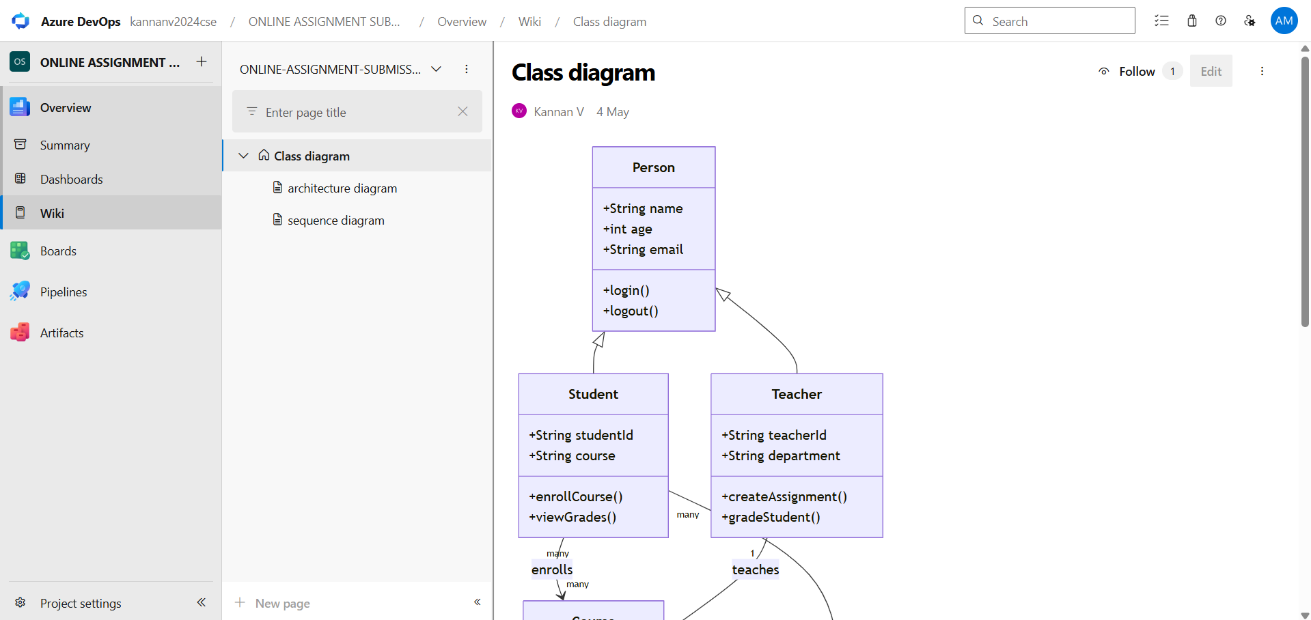 Azure DevOps kannanv2024cse / ONLINE ASSIGNMENT SUB... / Overview / Wiki / Class diagram
Search
AM
OS ONLINE ASSIGNMENT ... +
Overview
Summary
Dashboards
Wiki
Boards
Pipelines
Artifacts
Project settings
ONLINE-ASSIGNMENT-SUBMISS...
Enter page title
Class diagram
architecture diagram
sequence diagram
+ New page
Class diagram
Follow 1 Edit
KV Kannan V 4 May
Person
+String name
+int age
+String email
+login()
+logout()
Student
+String studentId
+String course
+enrollCourse()
+viewGrades()
Teacher
+String teacherId
+String department
+createAssignment()
+gradeStudent()
many
many
enrolls
many
1
teaches
Course